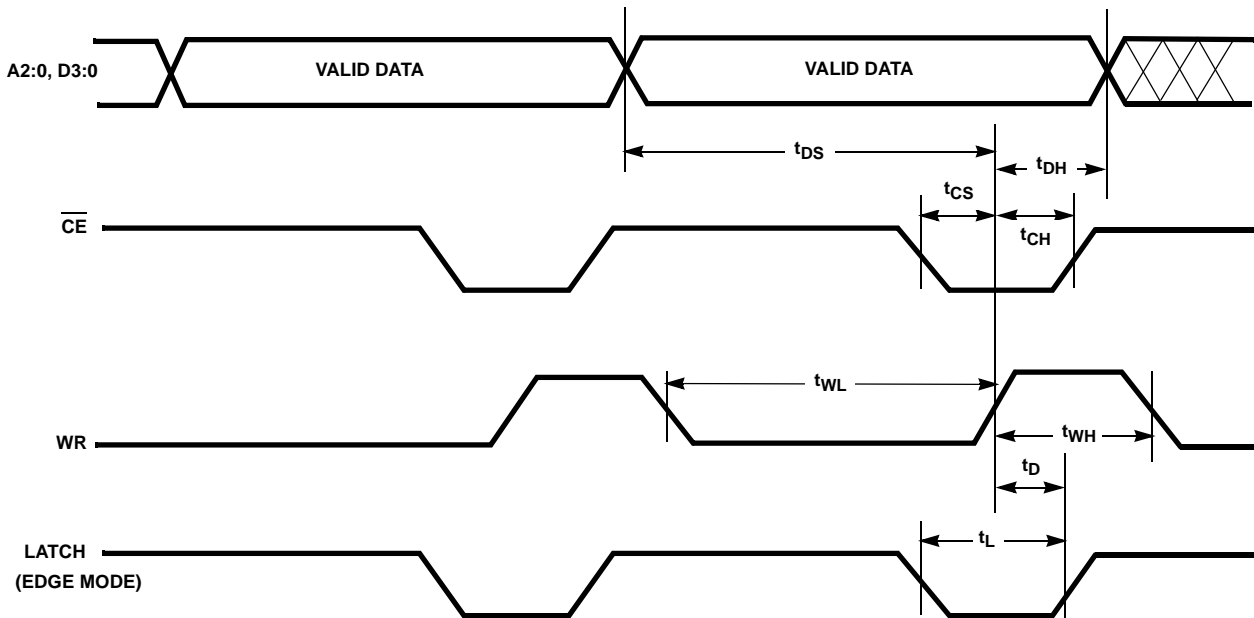 A2:0, D3:0
VALID DATA
VALID DATA
tDS
tDH
tCS
tCH
CE
tWL
WR
tWH
tD
tL
LATCH
(EDGE MODE)